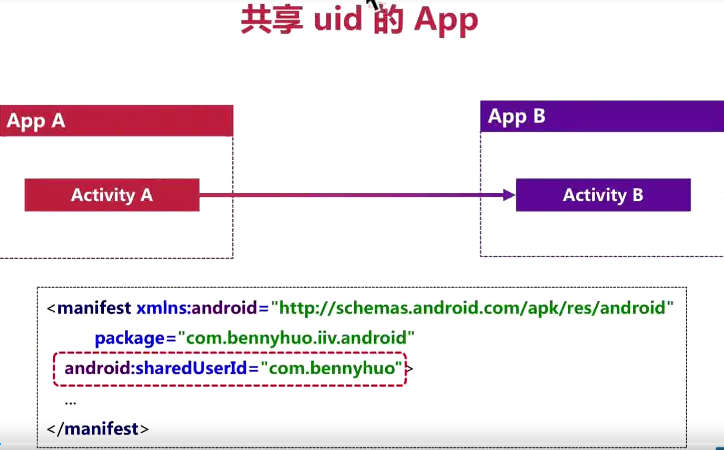 共享 uid 的 App
App A
App B
Activity A
Activity B
<manifest xmlns:android="http://schemas.android.com/apk/res/android"
package="com.bennyhuo.iiv.android"
android:sharedUserId="com.bennyhuo">
...
</manifest>